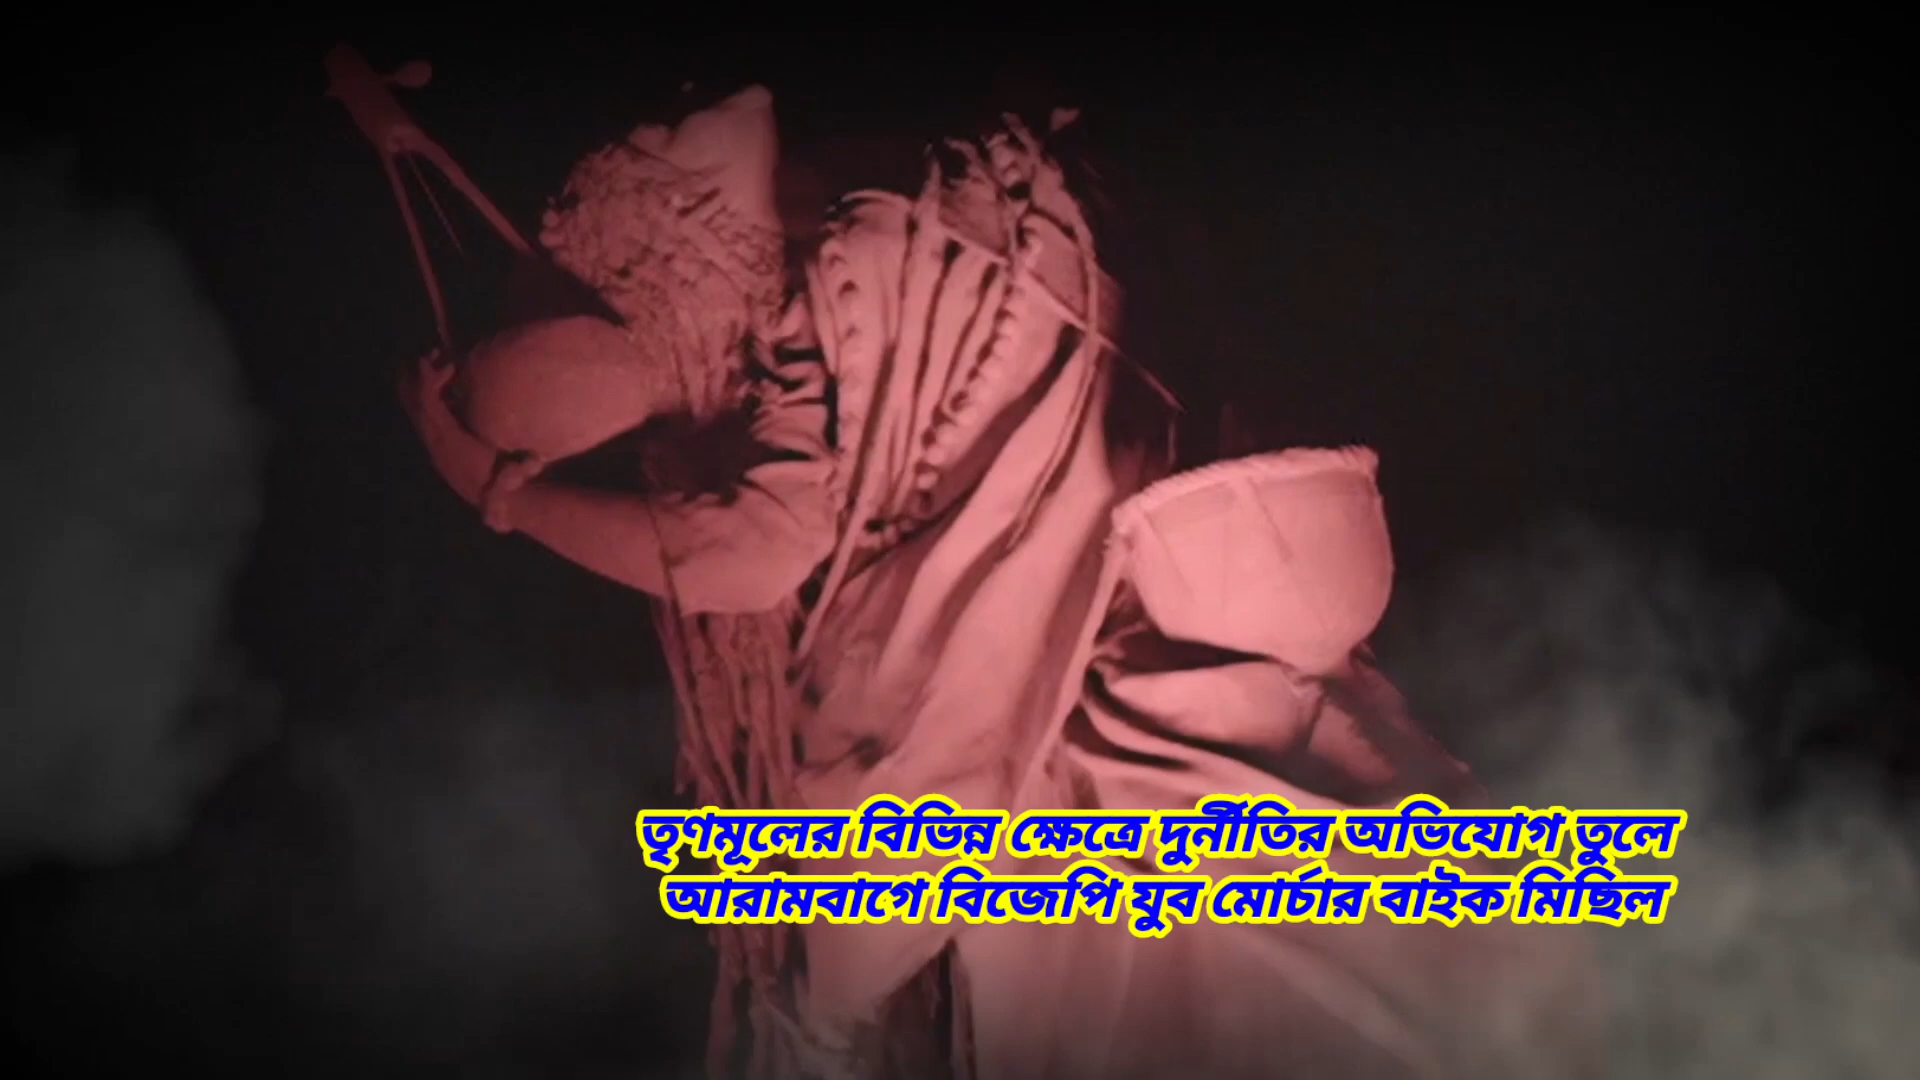 তৃণমূলের বিভিন্ন ক্ষেত্রে দুর্নীতির অভিযোগ তুলে
আরামবাগে বিজেপি যুব মোর্চার বাইক মিছিল